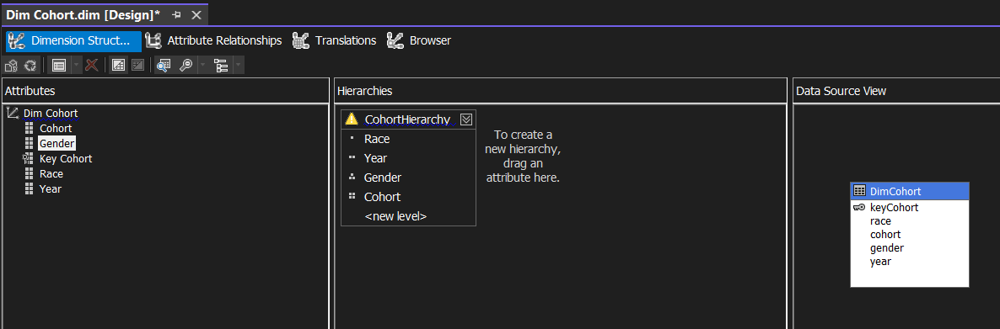 Dim Cohort.dim [Design]*
Dimension Struct...
Attribute Relationships
Translations
Browser
Attributes
Dim Cohort
Cohort
Gender
Key Cohort
Race
Year
Hierarchies
CohortHierarchy
Race
Year
Gender
Cohort
<new level>
To create a
new hierarchy,
drag an
attribute here.
Data Source View
DimCohort
keyCohort
race
cohort
gender
year